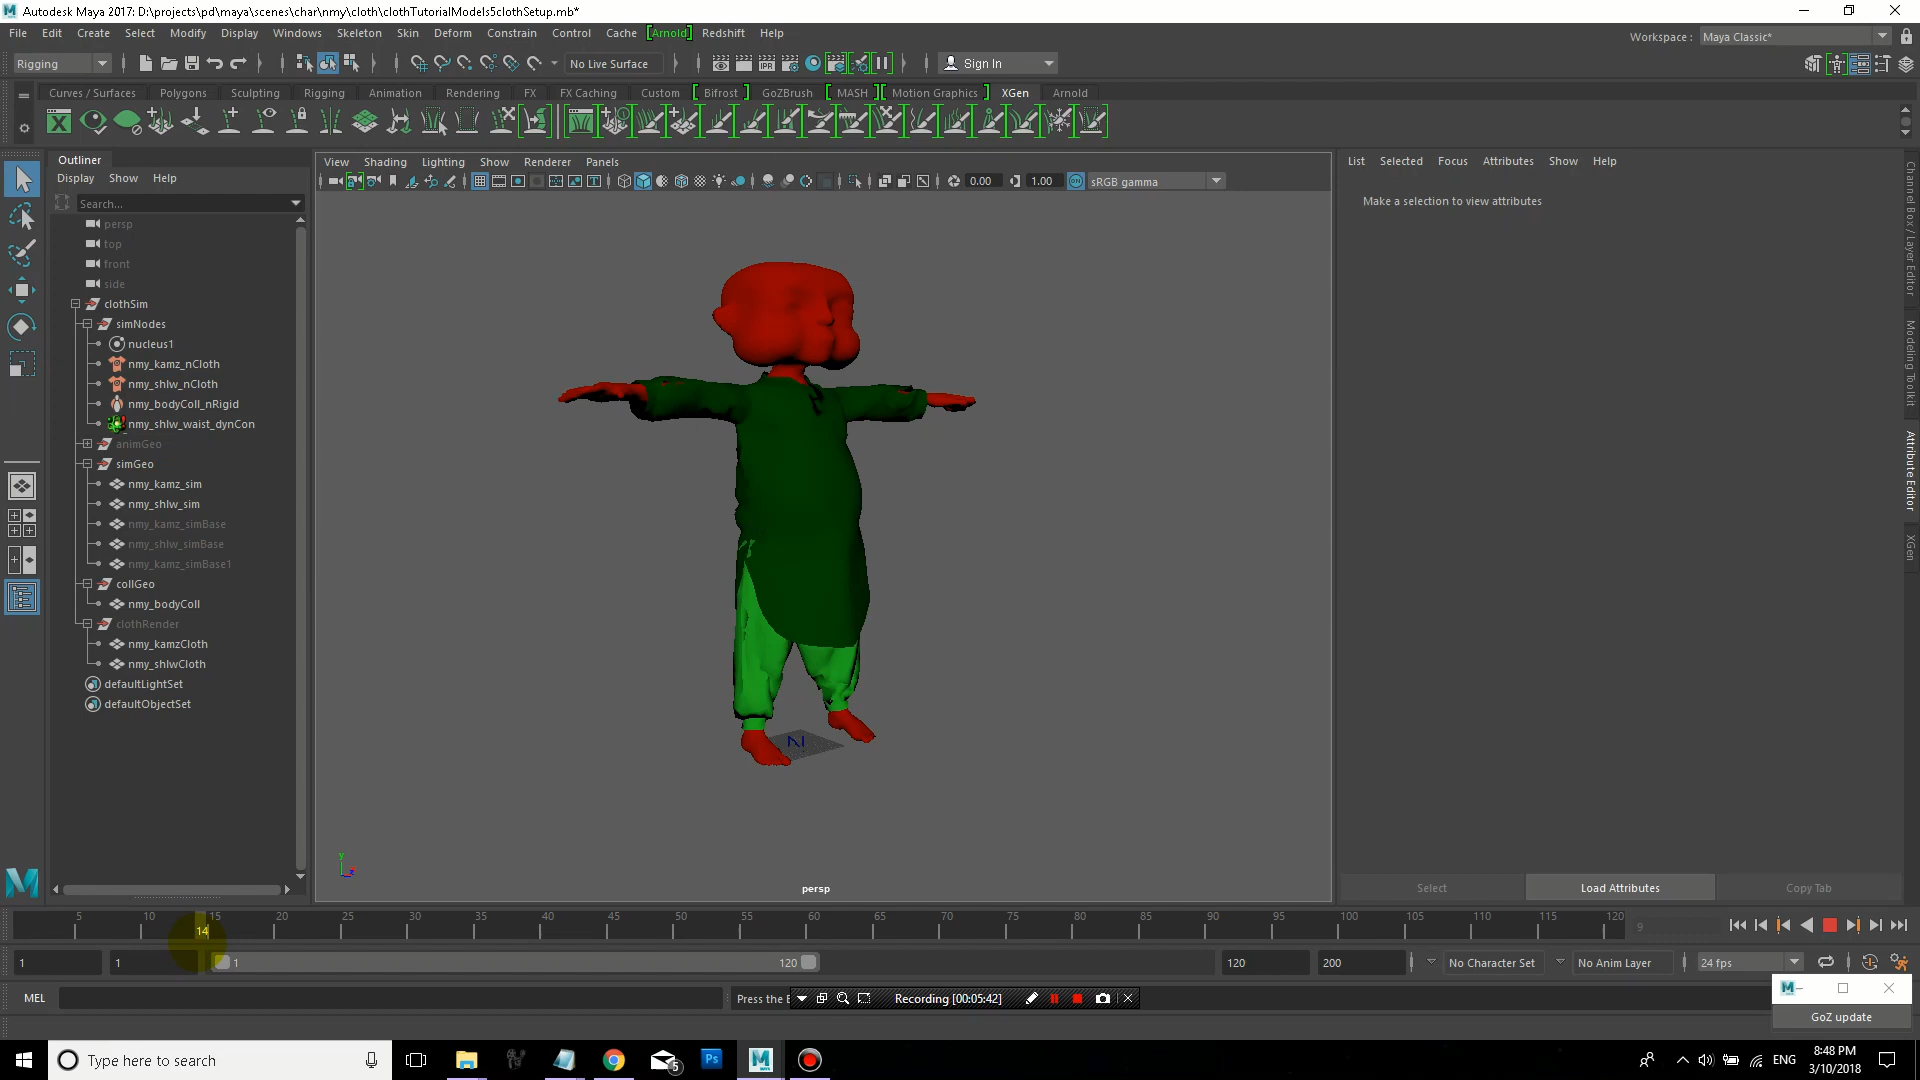 Autodesk Maya 2017: D:\projects\pd\maya\scenes\char\nmy\cloth\clothTutorialModels5clothSetup.mb*
File Edit Create Select Modify Display Windows Skeleton Skin Deform Constrain Control Cache [Arnold] Redshift Help
Workspace : Maya Classic*
Rigging
No Live Surface
Sign In
Curves / Surfaces Polygons Sculpting Rigging Animation Rendering FX FX Caching Custom Bifrost GoZBrush MASH Motion Graphics XGen Arnold
Outliner
Display Show Help
Search...
persp
top
front
side
clothSim
simNodes
nucleus1
nmy_kamz_nCloth
nmy_shlw_nCloth
nmy_bodyColl_nRigid
nmy_shlw_waist_dynCon
animGeo
simGeo
nmy_kamz_sim
nmy_shlw_sim
nmy_kamz_simBase
nmy_shlw_simBase
nmy_kamz_simBase1
collGeo
nmy_bodyColl
clothRender
nmy_kamzCloth
nmy_shlwCloth
defaultLightSet
defaultObjectSet
View Shading Lighting Show Renderer Panels
IPR
0.00 1.00 ON sRGB gamma
persp
List Selected Focus Attributes Show Help
Make a selection to view attributes
Select Load Attributes Copy Tab
Channel Box / Layer Editor
Modeling Toolkit
Attribute Editor
XGen
5 10 15 20 25 30 35 40 45 50 55 60 65 70 75 80 85 90 95 100 105 110 115 120
14
9
1 1 1 120 120 200 No Character Set No Anim Layer 24 fps
MEL
Press the E
Recording [00:05:42]
GoZ update
Type here to search
5
Ps
ENG
8:48 PM
3/10/2018